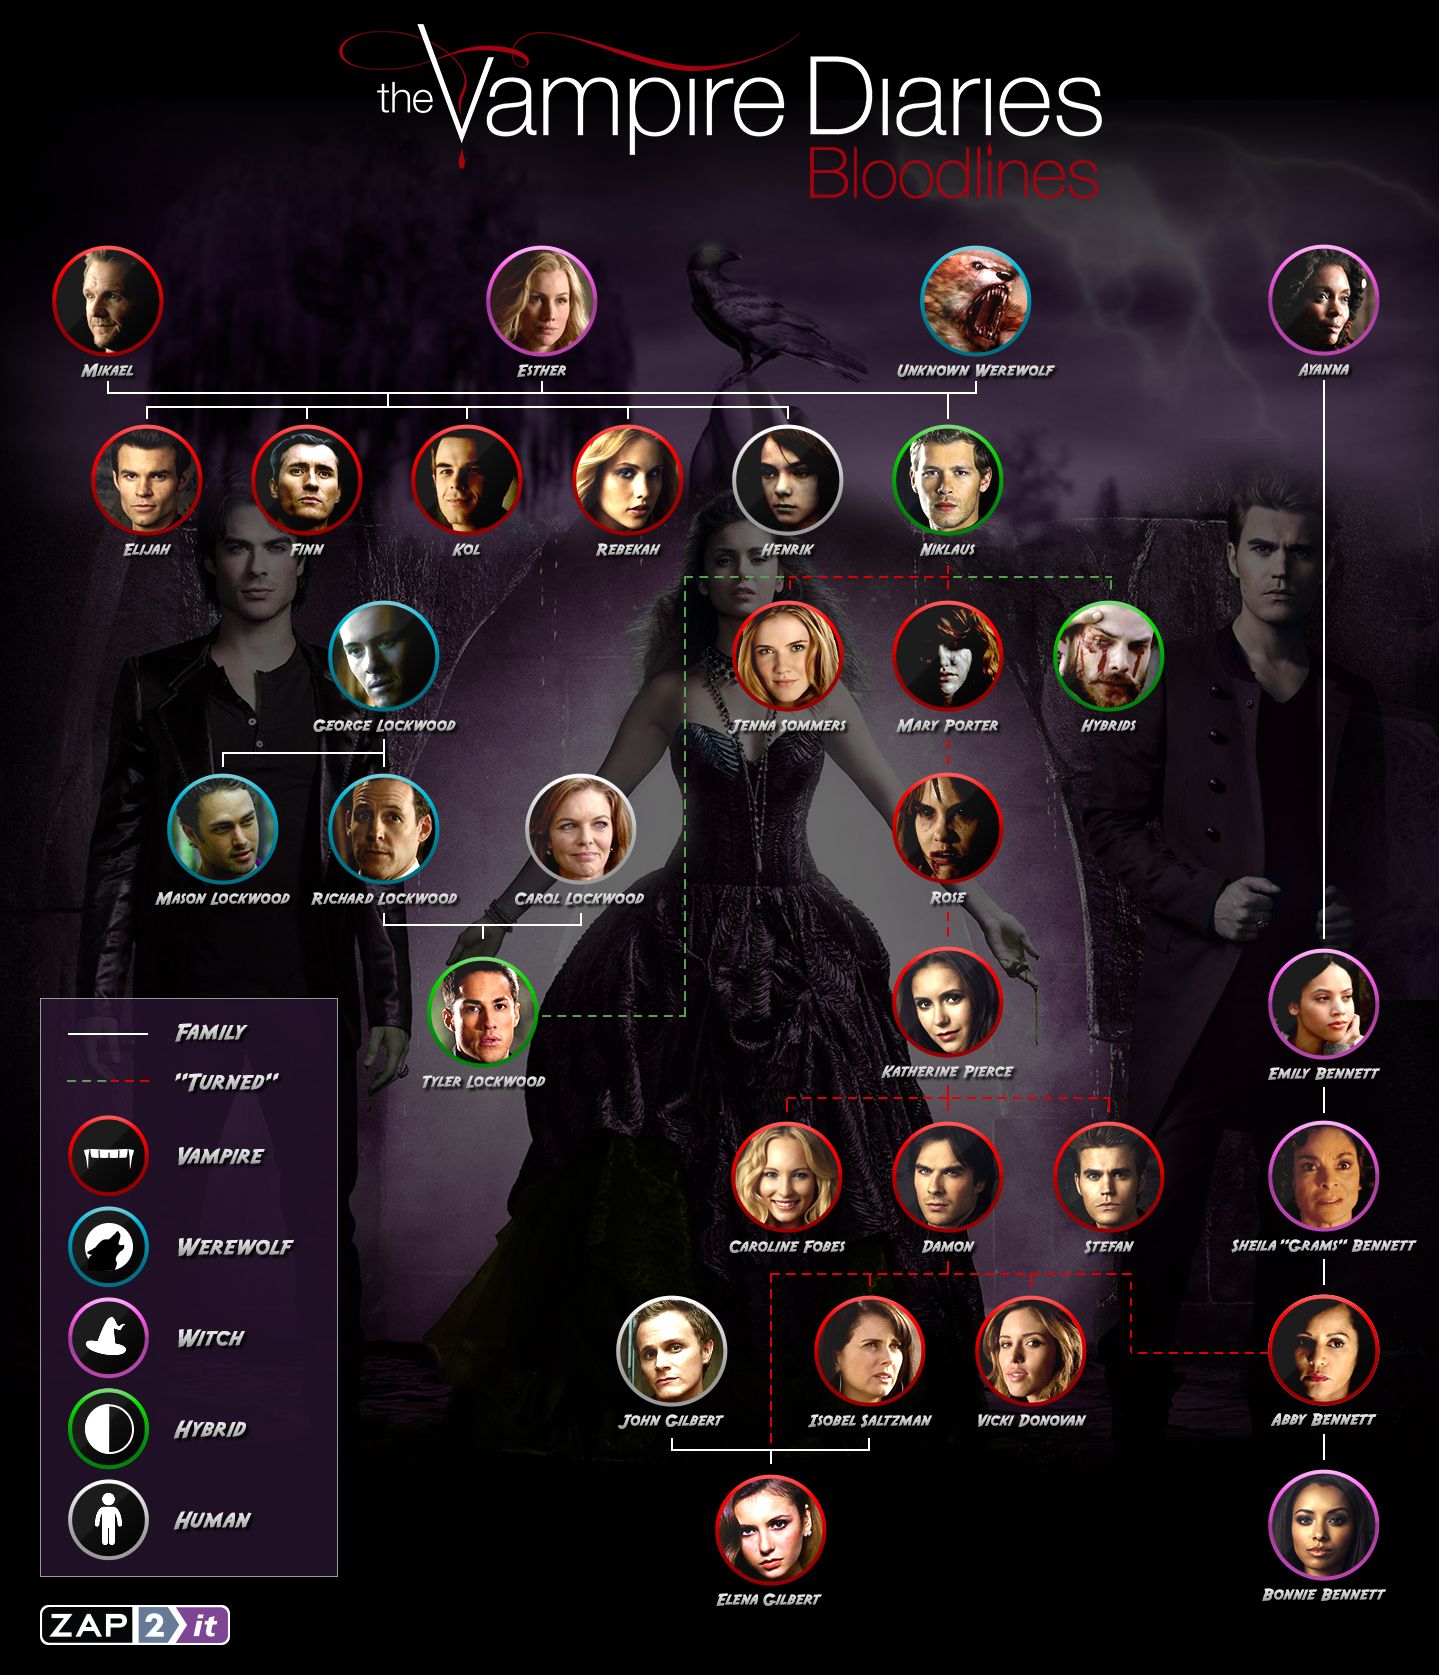 the Vampire Diaries
Bloodlines
Mikael
Esther
Unknown Werewolf
Ayanna
Elijah
Finn
Kol
Rebekah
Henrik
Niklaus
George Lockwood
Jenna Sommers
Mary Porter
Hybrids
Mason Lockwood
Richard Lockwood
Carol Lockwood
Rose
Tyler Lockwood
Katherine Pierce
Emily Bennett
Caroline Fobes
Damon
Stefan
Sheila "Grams" Bennett
John Gilbert
Isobel Saltzman
Vicki Donovan
Abby Bennett
Elena Gilbert
Bonnie Bennett
Family
"Turned"
Vampire
Werewolf
Witch
Hybrid
Human
ZAP2it